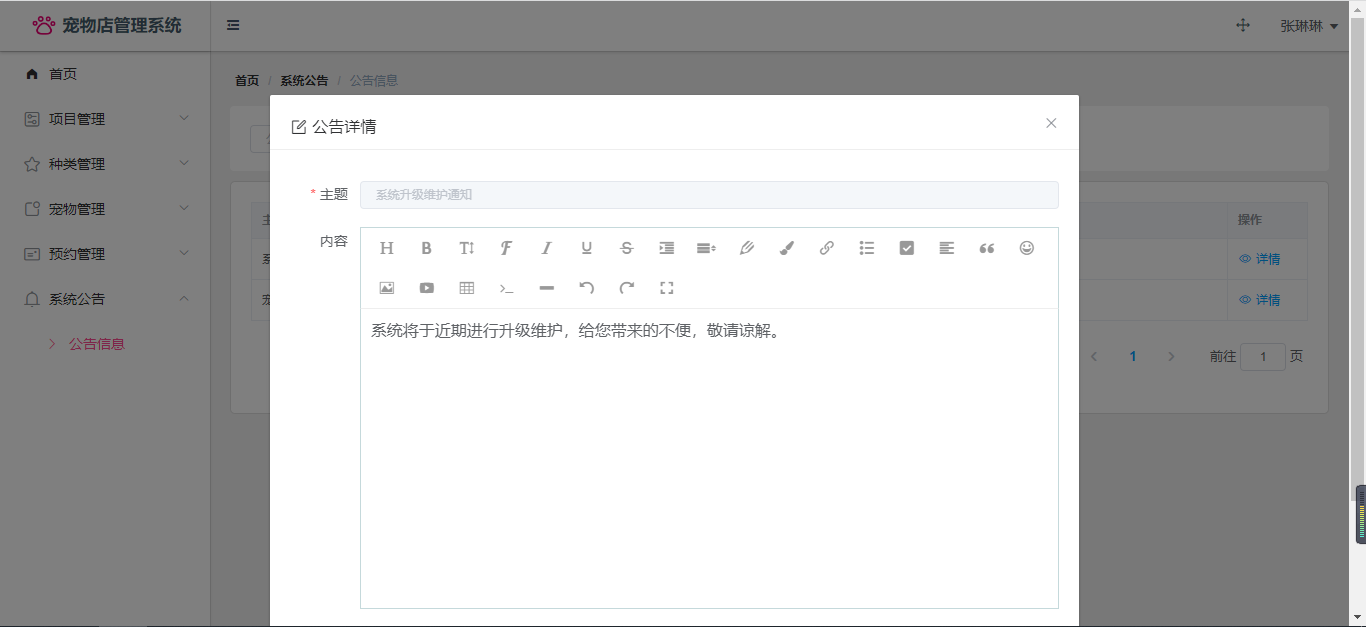 宠物店管理系统
张琳琳
首页
项目管理
种类管理
宠物管理
预约管理
系统公告
公告信息
首页 / 系统公告 / 公告信息
公告详情
* 主题 系统升级维护通知
内容
系统将于近期进行升级维护，给您带来的不便，敬请谅解。
操作
详情
详情
1 前往 1 页